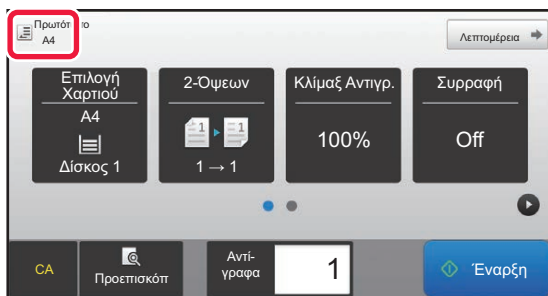 Πρωτότυπο
A4
Λεπτομέρεια
Επιλογή
Χαρτιού
A4
Δίσκος 1
2-Όψεων
1 → 1
Κλίμαξ Αντιγρ.
100%
Συρραφή
Off
CA
Προεπισκόπ
Αντί-
γραφα
1
Έναρξη